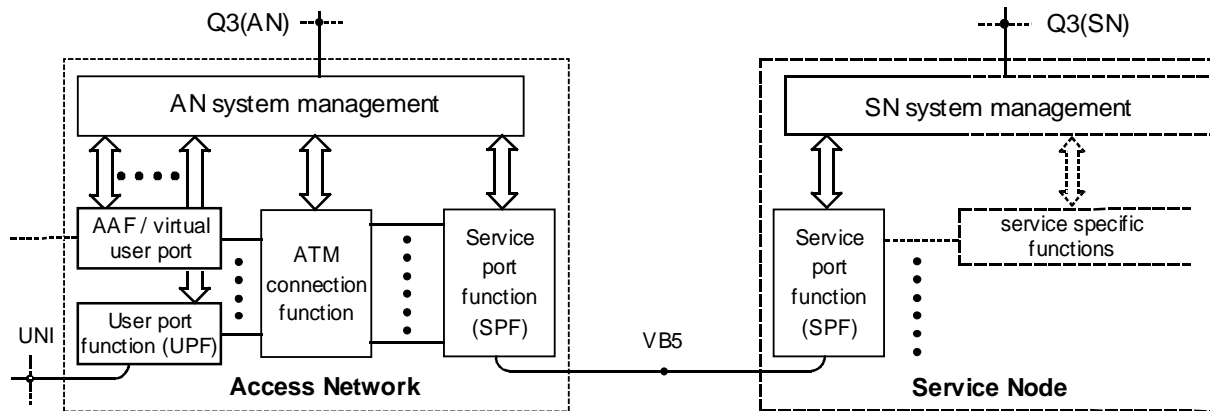 Q3(AN)
Q3(SN)
AN system management
SN system management
AAF / virtual
user port
ATM
connection
function
Service
port
function
(SPF)
Service
port
function
(SPF)
service specific
functions
User port
function (UPF)
UNI
VB5
Access Network
Service Node